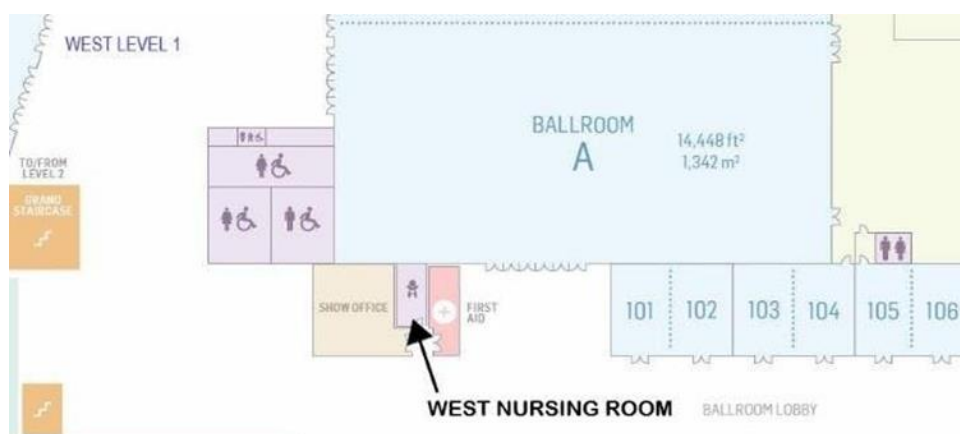 WEST LEVEL 1
BALLROOM
A
14,448 ft²
1,342 m²
TO/FROM
LEVEL 2
GRAND
STAIRCASE
SHOW OFFICE
FIRST
AID
101
102
103
104
105
106
WEST NURSING ROOM
BALLROOM LOBBY